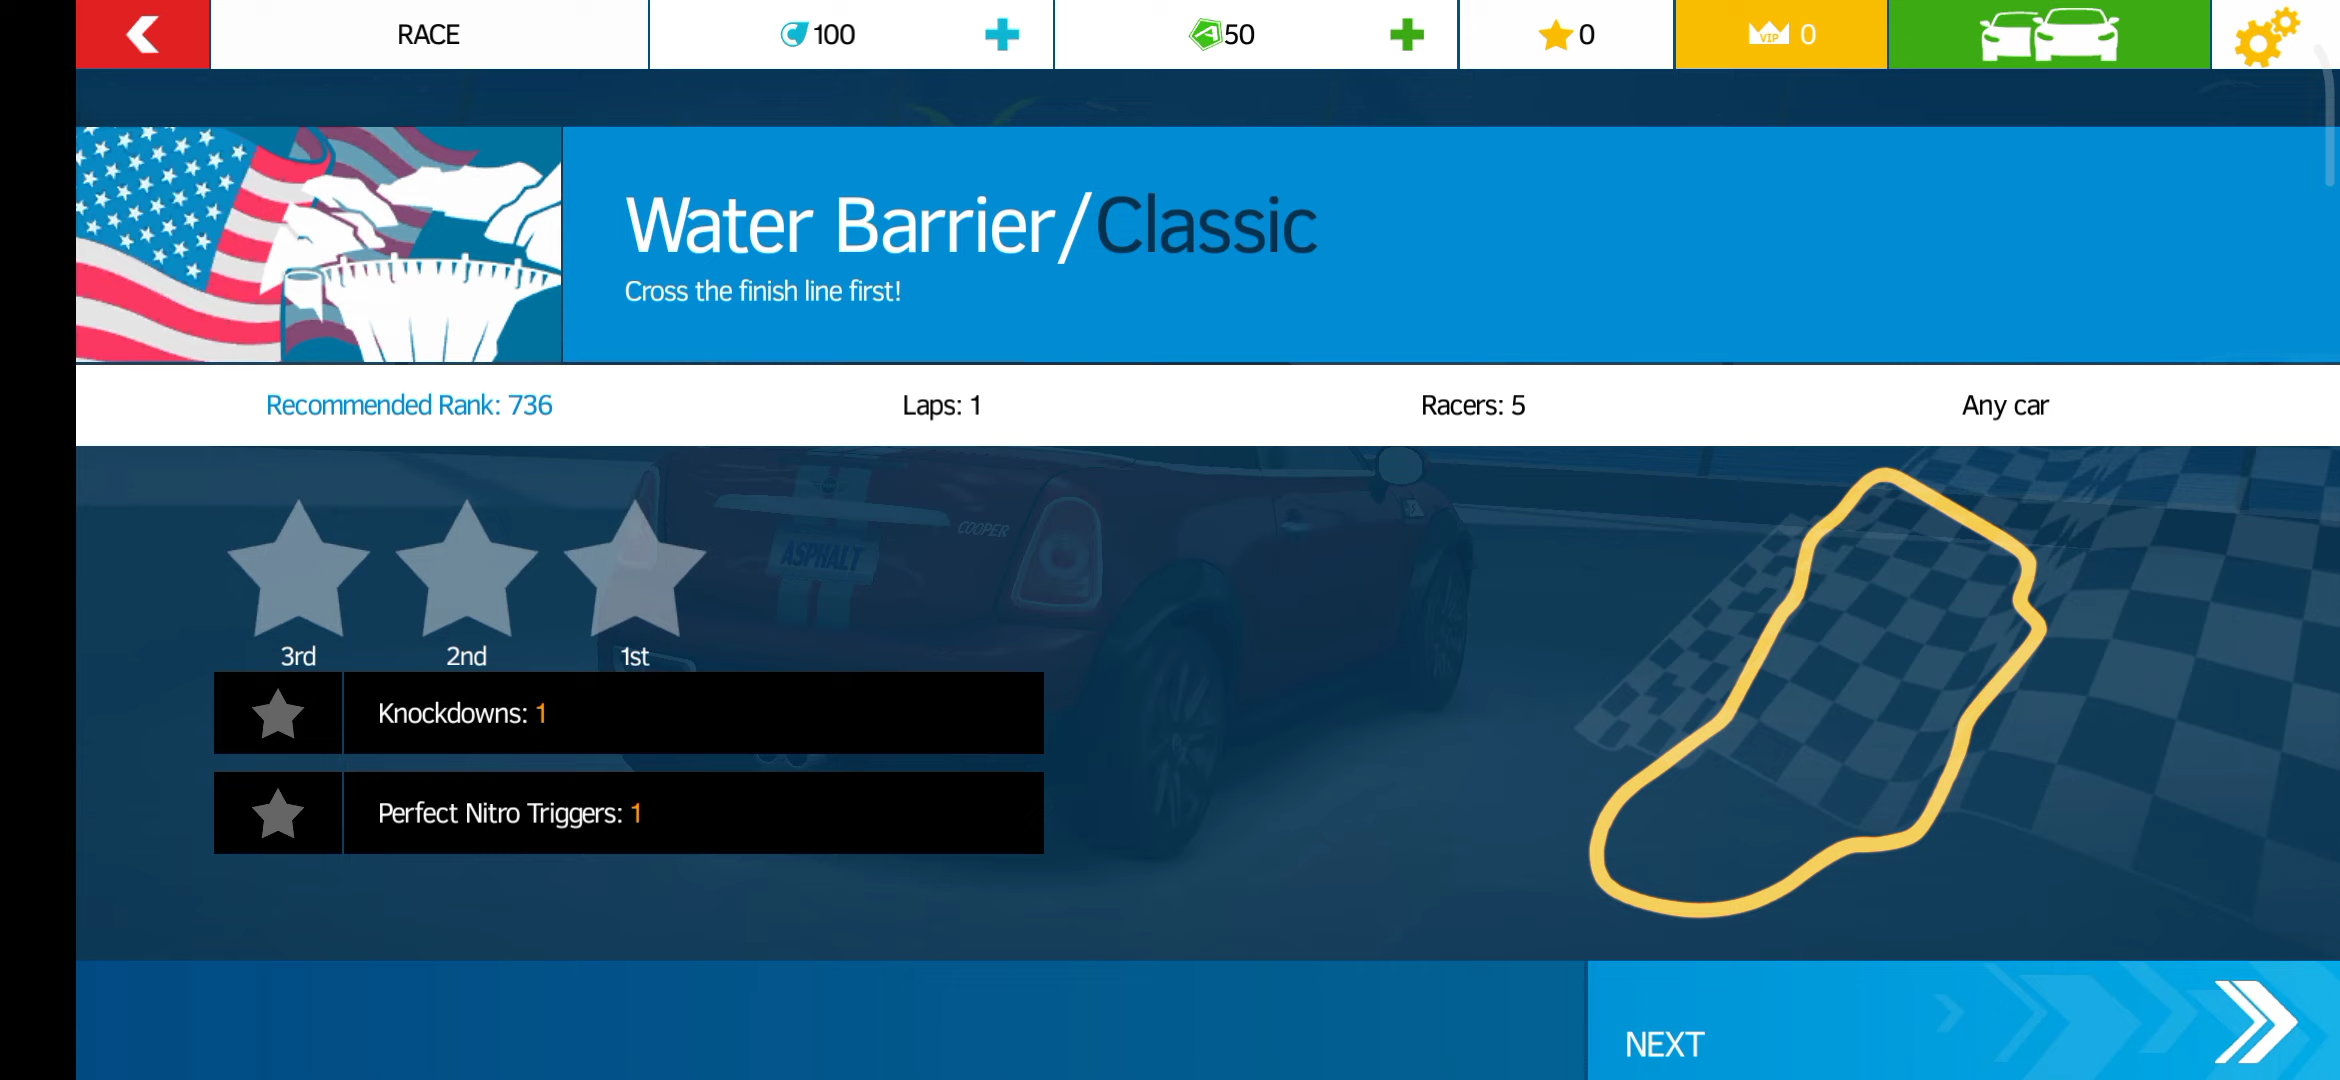 RACE
100
50
0
VIP 0
Water Barrier/Classic
Cross the finish line first!
Recommended Rank: 736
Laps: 1
Racers: 5
Any car
COOPER
ASPHALT
3rd
2nd
1st
Knockdowns: 1
Perfect Nitro Triggers: 1
NEXT